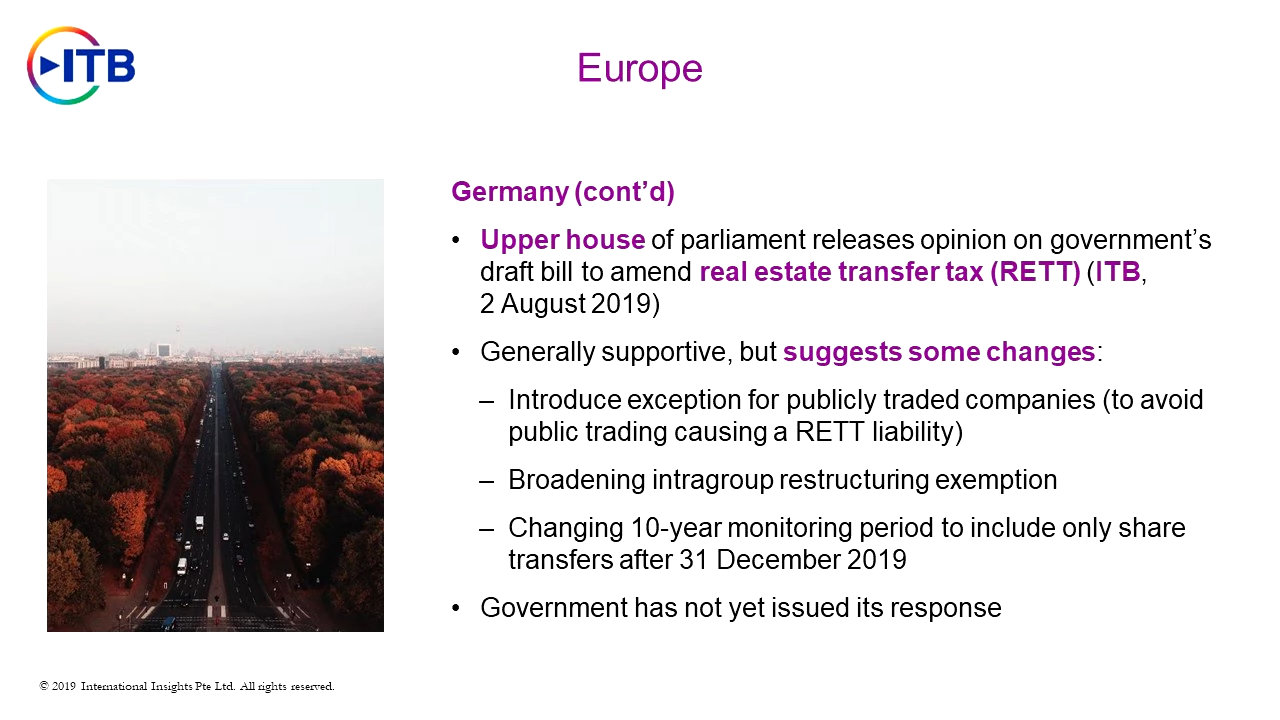 ITB
Europe
Germany (cont’d)
• Upper house of parliament releases opinion on government’s
draft bill to amend real estate transfer tax (RETT) (ITB,
2 August 2019)
• Generally supportive, but suggests some changes:
– Introduce exception for publicly traded companies (to avoid
public trading causing a RETT liability)
– Broadening intragroup restructuring exemption
– Changing 10-year monitoring period to include only share
transfers after 31 December 2019
• Government has not yet issued its response
© 2019 International Insights Pte Ltd. All rights reserved.